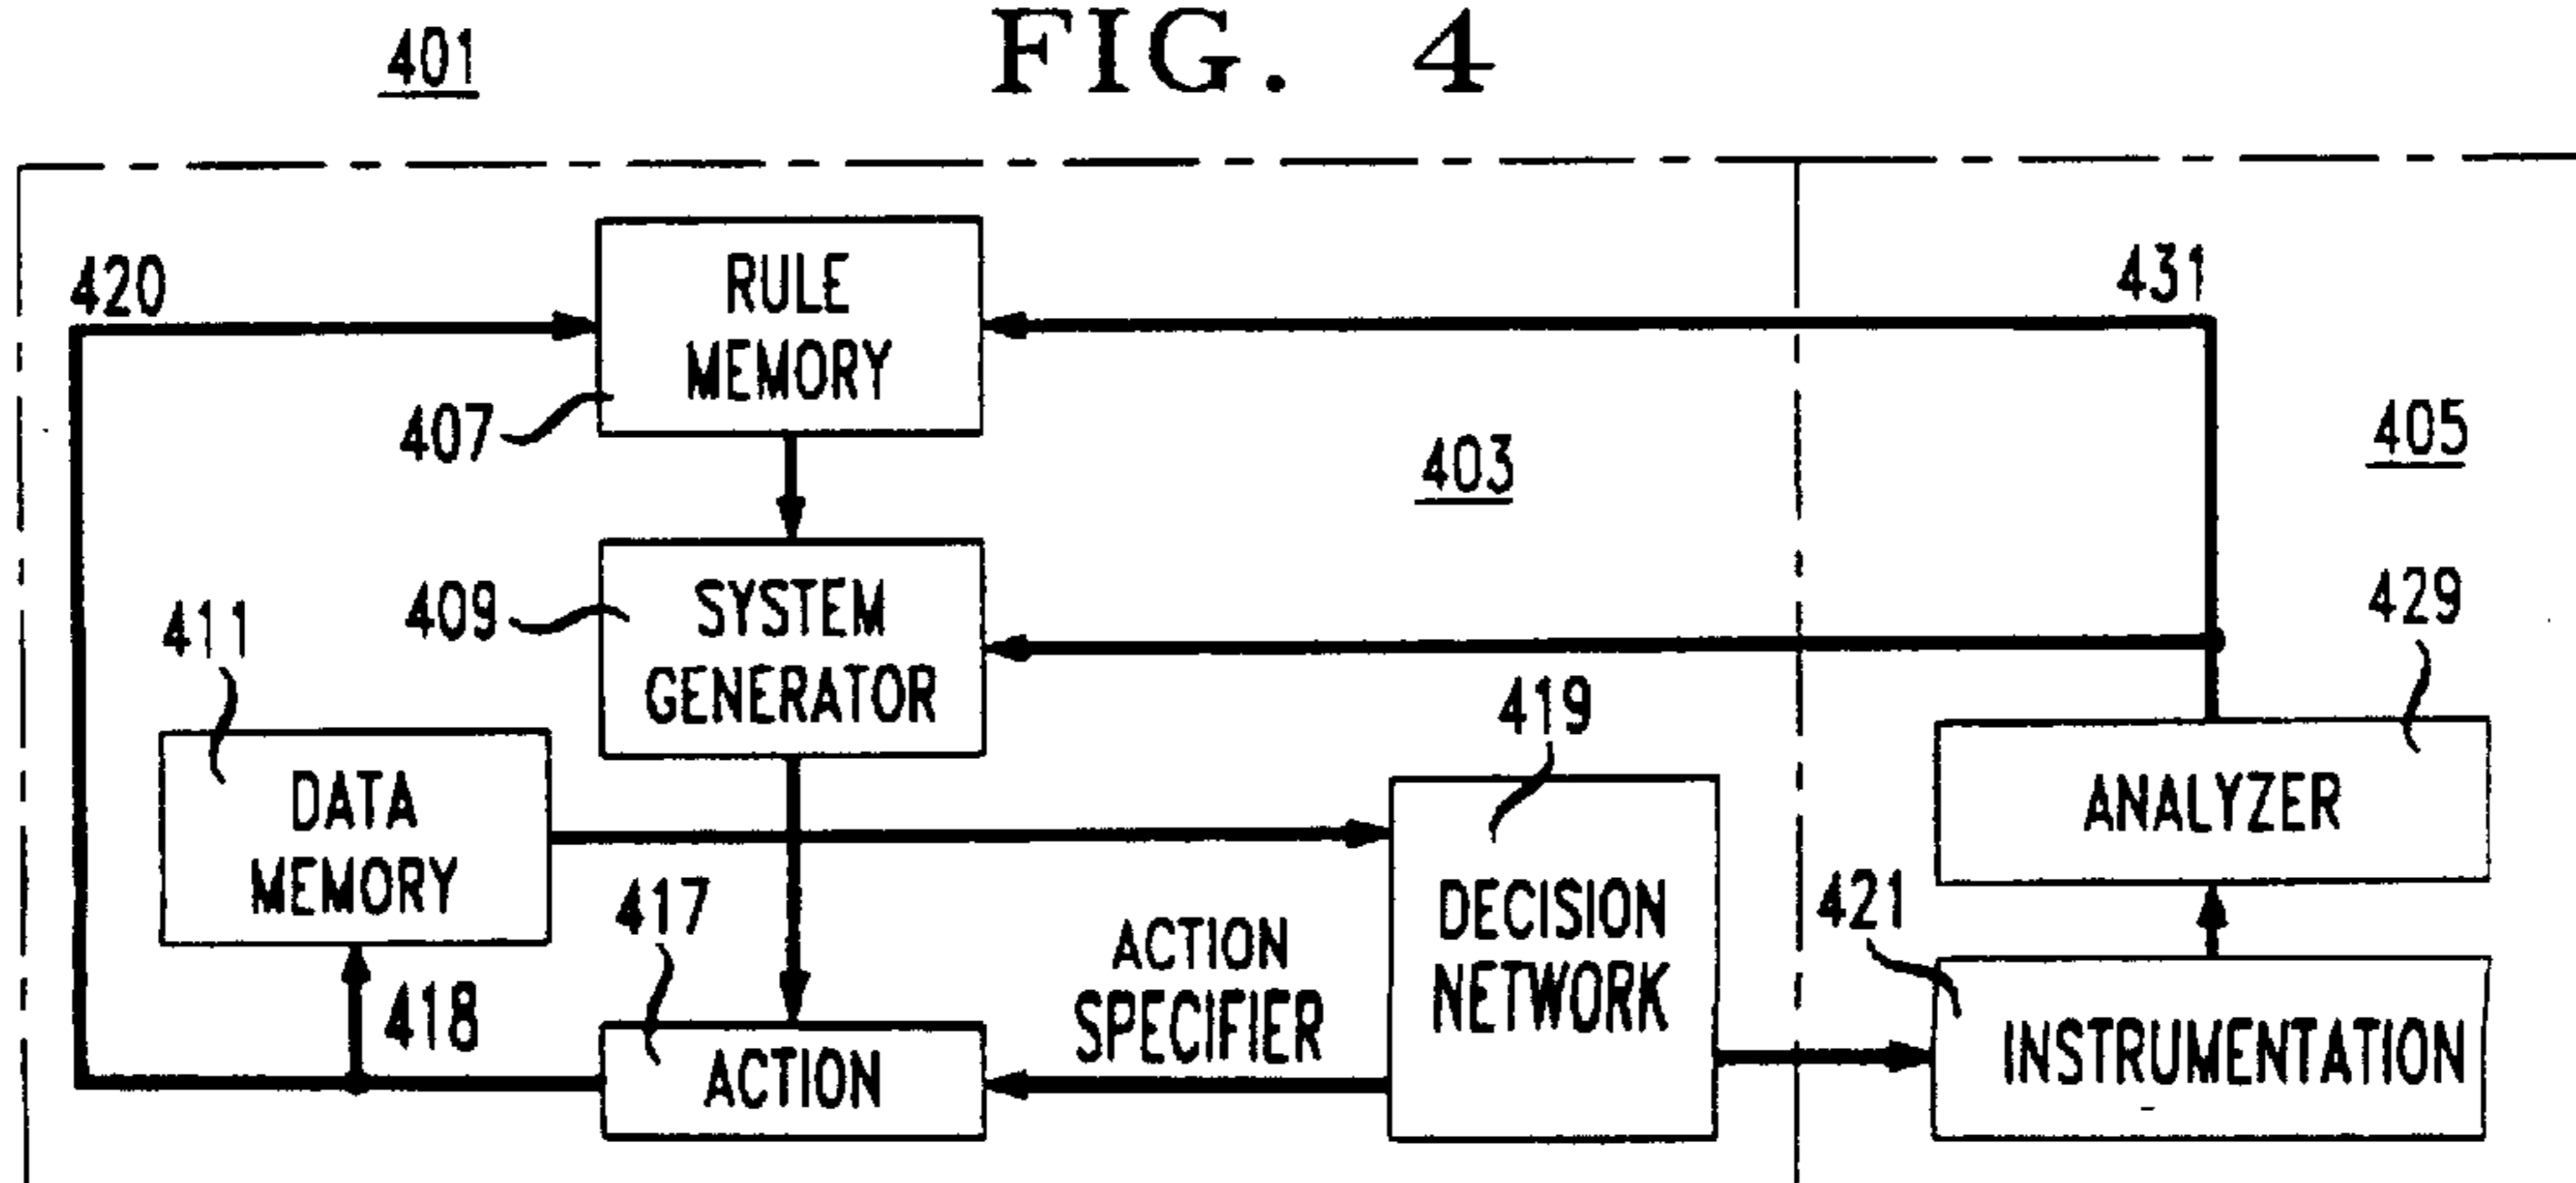 FIG. 4
401
420
RULE
MEMORY
431
407
403
405
409
SYSTEM
GENERATOR
411
429
419
DATA
MEMORY
ANALYZER
417
ACTION
SPECIFIER
DECISION
NETWORK
421
418
ACTION
INSTRUMENTATION